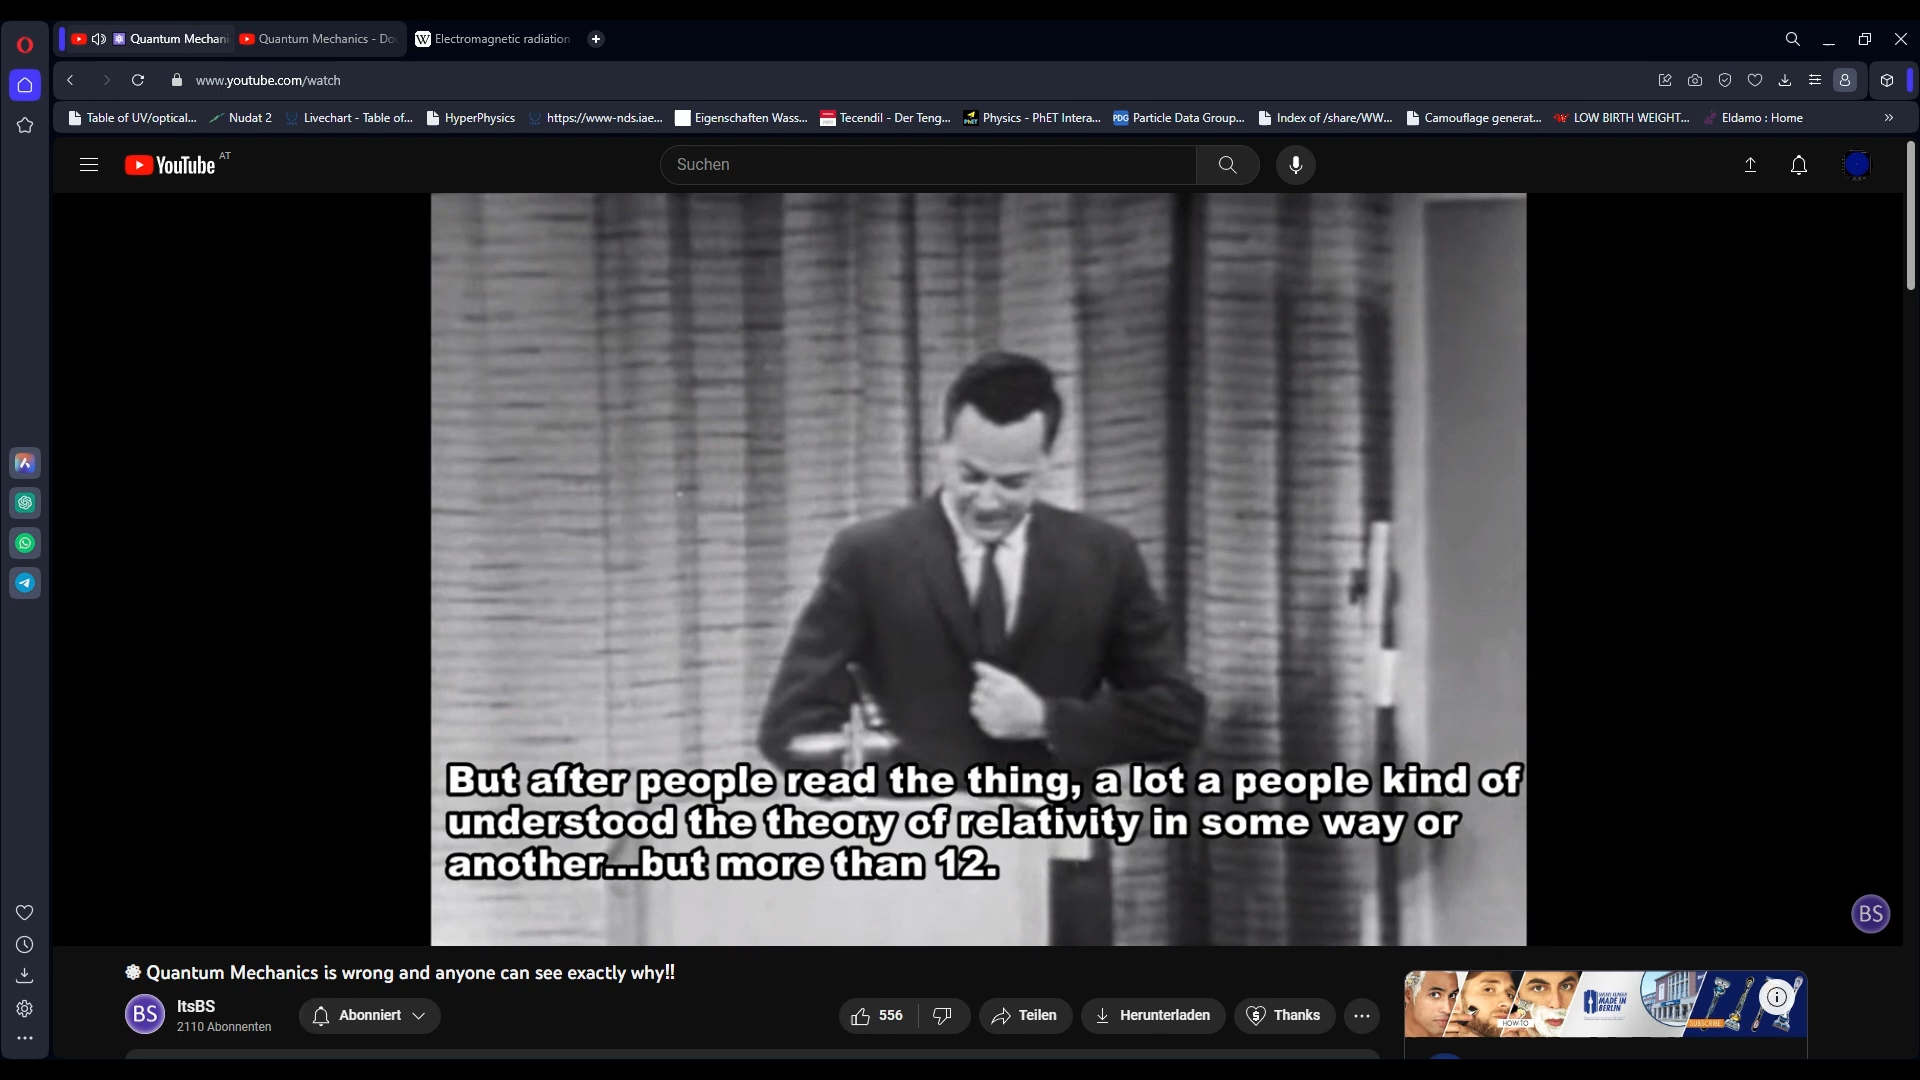 Quantum Mechani
Quantum Mechanics - Do
Electromagnetic radiation
www.youtube.com/watch
Table of UV/optical...
Nudat 2
Livechart - Table of...
HyperPhysics
https://www-nds.iae...
Eigenschaften Wass...
Tecendil - Der Teng...
Physics - PhET Intera...
PDG
Particle Data Group...
Index of /share/WW...
Camouflage generat...
LOW BIRTH WEIGHT...
Eldamo : Home
YouTube AT
Suchen
But after people read the thing, a lot a people kind of
understood the theory of relativity in some way or
another...but more than 12.
BS
Quantum Mechanics is wrong and anyone can see exactly why!!
BS
ItsBS
2110 Abonnenten
Abonniert
556
Teilen
Herunterladen
Thanks
MADE IN
BERLIN
HOW-TO
SUBSCRIBE